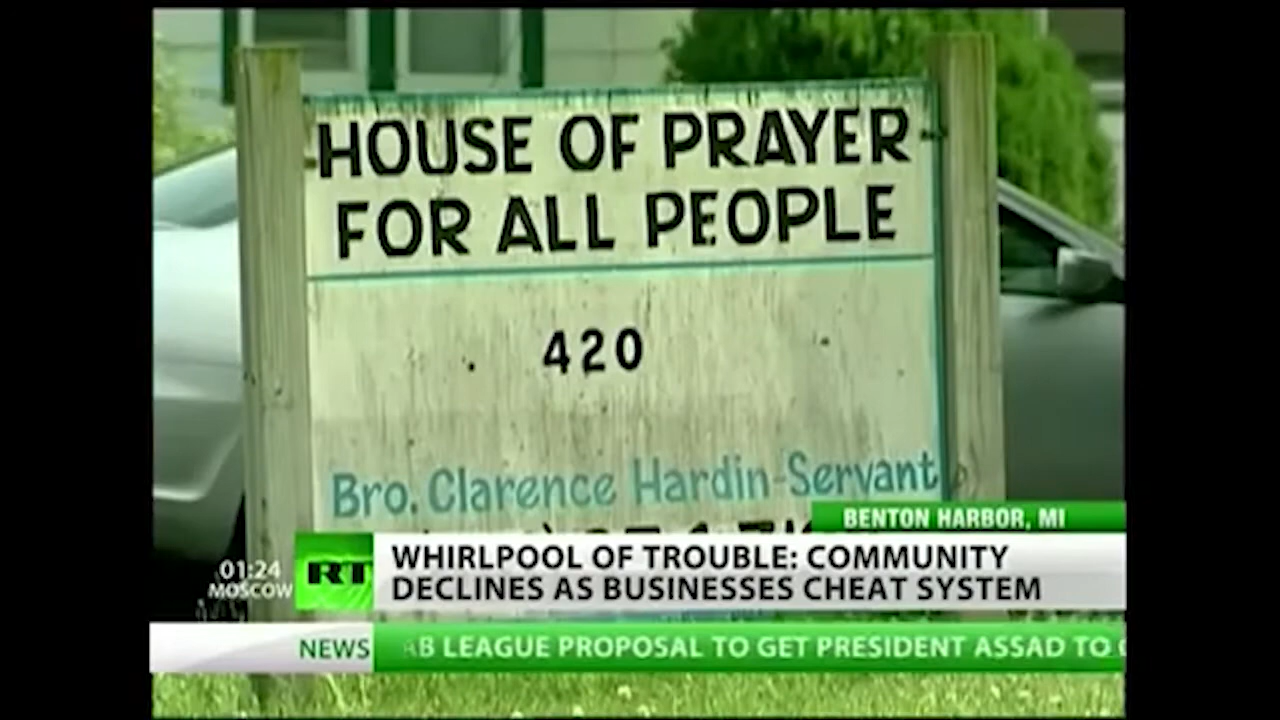 HOUSE OF PRAYER
FOR ALL PEOPLE
420
Bro. Clarence Hardin-Servant
BENTON HARBOR, MI
01:24
MOSCOW
RT
WHIRLPOOL OF TROUBLE: COMMUNITY
DECLINES AS BUSINESSES CHEAT SYSTEM
NEWS
LEAGUE PROPOSAL TO GET PRESIDENT ASSAD TO